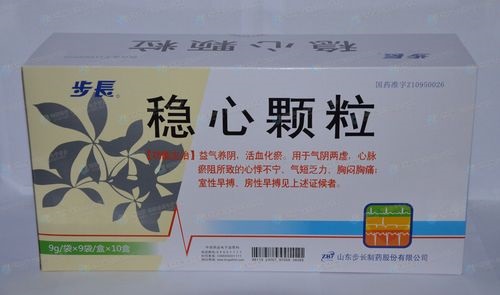 稳心颗粒
步長
国药准字Z10950026
步長®
稳心颗粒
益气养阴,活血化瘀。用于气阴两虚,心脉
瘀阻所致的心悸不宁、气短乏力、胸闷胸痛;
室性早搏、房性早搏见上述证候者。
9g/袋×9袋/盒×10盒
山东步长制药股份有限公司